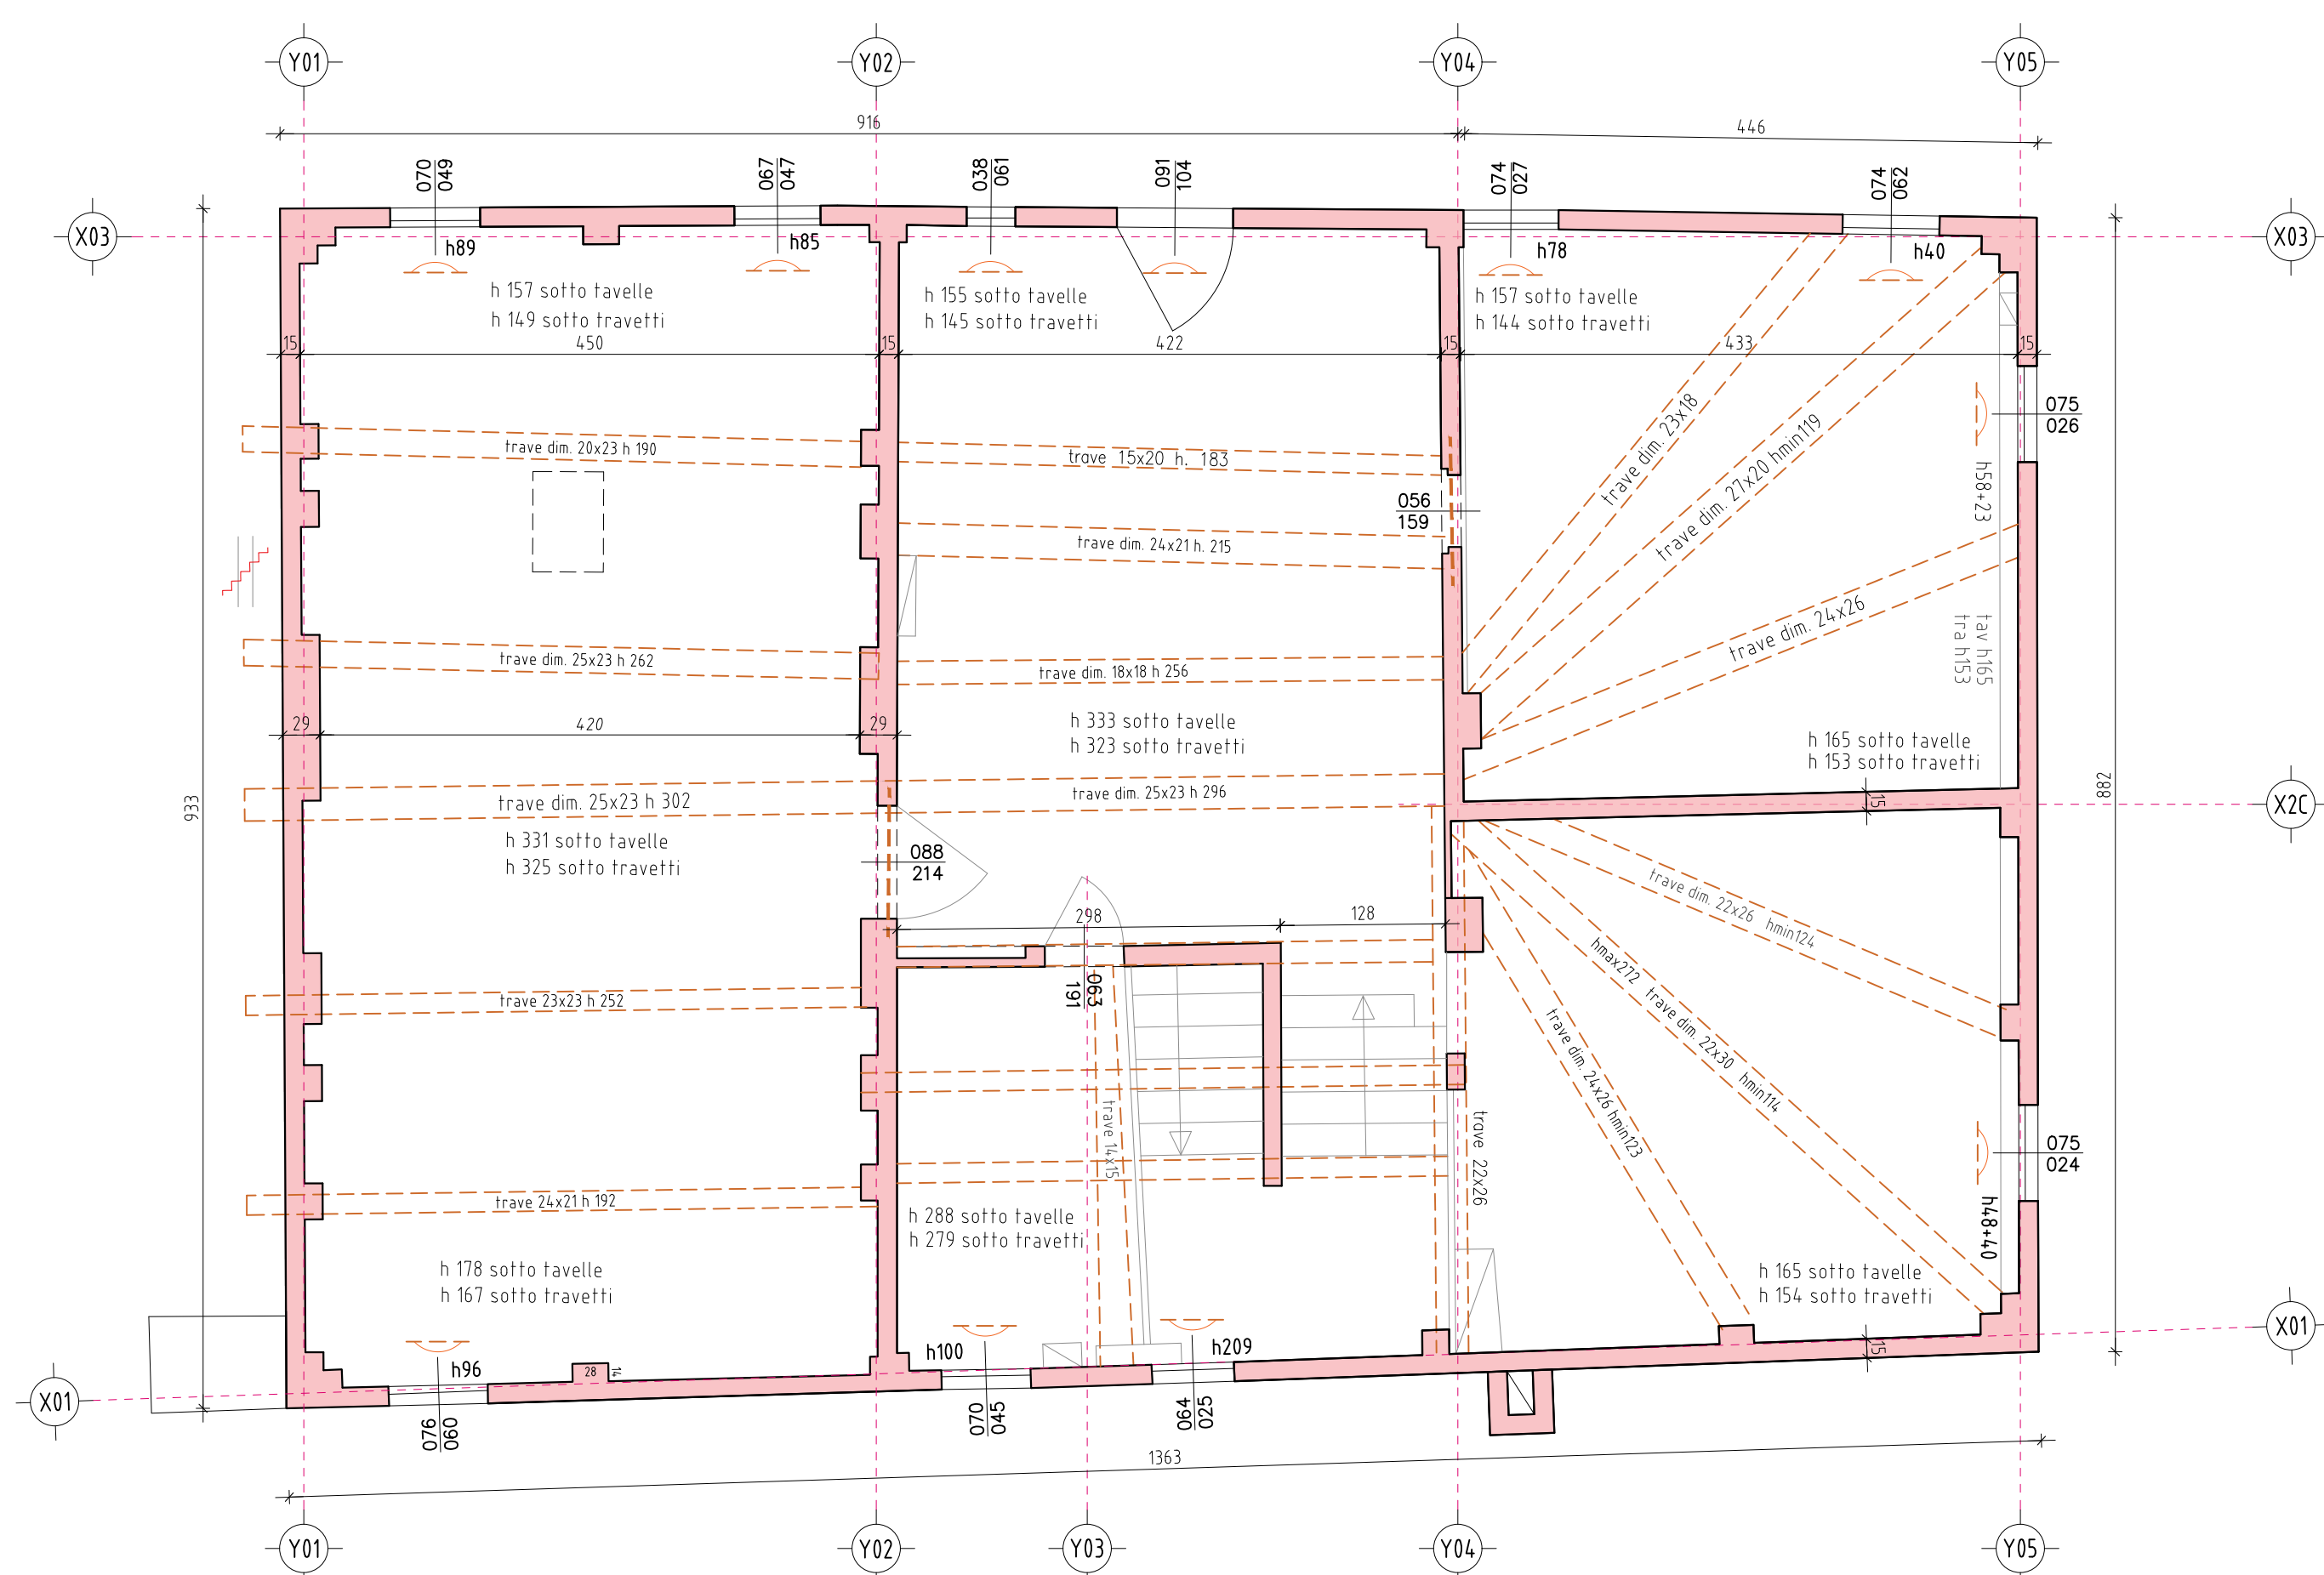 Y01
Y02
Y04
Y05
916
446
070
049
067
047
038
061
091
104
074
027
074
062
X03
X03
h89
h85
h78
h40
h 157 sotto tavelle
h 149 sotto travetti
h 155 sotto tavelle
h 145 sotto travetti
h 157 sotto tavelle
h 144 sotto travetti
15
450
15
422
15
433
15
075
026
trave dim. 20x23 h 190
trave 15x20 h. 183
trave dim. 23x18
trave dim. 27x20 hmin119
h58+23
056
159
trave dim. 24x21 h. 215
trave dim. 25x23 h 262
trave dim. 18x18 h 256
trave dim. 24x26
tav h165
tra h153
29
420
29
h 333 sotto tavelle
h 323 sotto travetti
h 165 sotto tavelle
h 153 sotto travetti
933
882
trave dim. 25x23 h 302
trave dim. 25x23 h 296
15
X2C
h 331 sotto tavelle
h 325 sotto travetti
088
214
298
128
trave dim. 22x26 hmin124
hmax272 trave dim. 22x30 hmin114
trave dim. 24x26 hmin123
063
191
trave 23x23 h 252
trave 14x15
trave 22x26
075
024
trave 24x21 h 192
h48+40
h 288 sotto tavelle
h 279 sotto travetti
h 178 sotto tavelle
h 167 sotto travetti
h 165 sotto tavelle
h 154 sotto travetti
X01
X01
h96
28
14
h100
h209
15
076
060
070
045
064
025
1363
Y01
Y02
Y03
Y04
Y05